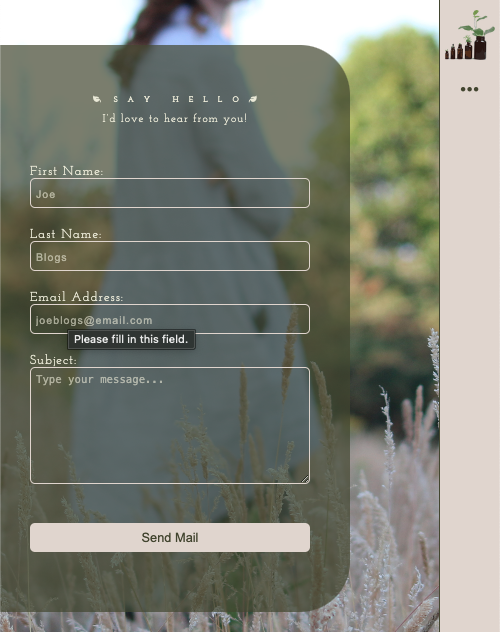 SAY HELLO
I'd love to hear from you!
First Name:
Joe
Last Name:
Blogs
Email Address:
joeblogs@email.com
Please fill in this field.
Subject:
Type your message...
Send Mail